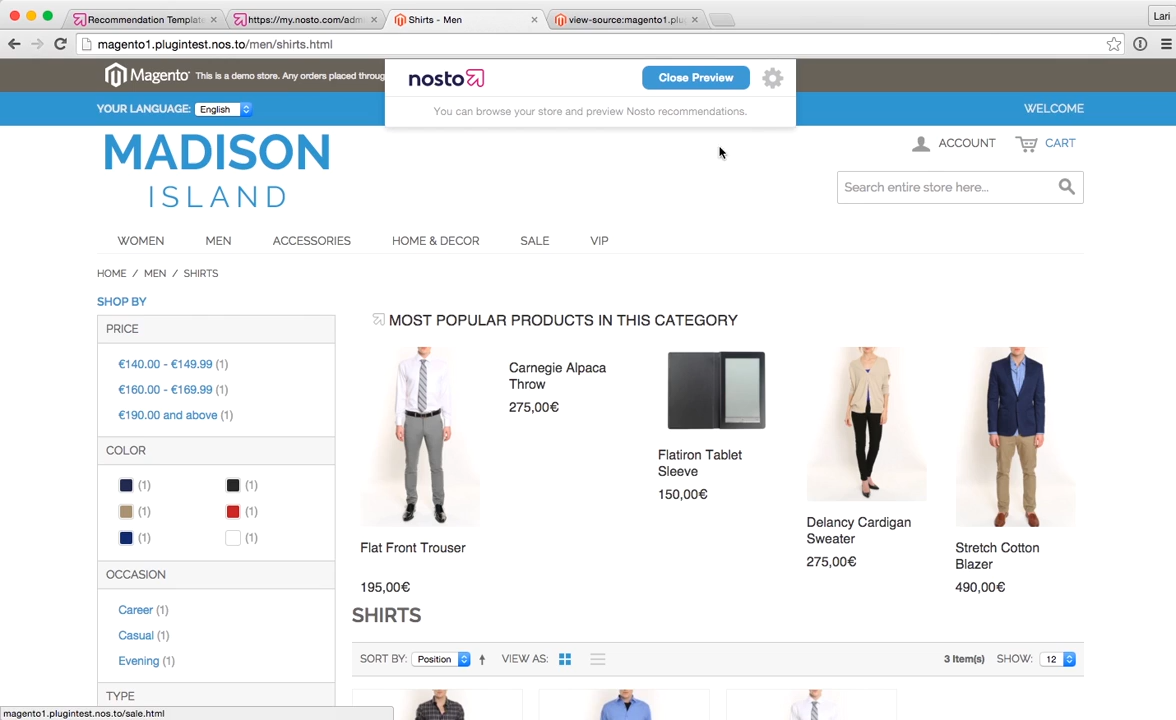 Recommendation Templat
https://my.nosto.com/adm
Shirts - Men
view-source:magento1.plug
Lari
magento1.plugintest.nos.to/men/shirts.html
Magento
This is a demo store. Any orders placed throug
nosto
Close Preview
You can browse your store and preview Nosto recommendations.
YOUR LANGUAGE: English
WELCOME
MADISON
ISLAND
ACCOUNT
CART
Search entire store here...
WOMEN MEN ACCESSORIES HOME & DECOR SALE VIP
HOME / MEN / SHIRTS
SHOP BY
PRICE
€140.00 - €149.99 (1)
€160.00 - €169.99 (1)
€190.00 and above (1)
COLOR
(1) (1)
(1) (1)
(1) (1)
OCCASION
Career (1)
Casual (1)
Evening (1)
TYPE
MOST POPULAR PRODUCTS IN THIS CATEGORY
Flat Front Trouser
195,00€
Carnegie Alpaca
Throw
275,00€
Flatiron Tablet
Sleeve
150,00€
Delancy Cardigan
Sweater
275,00€
Stretch Cotton
Blazer
490,00€
SHIRTS
SORT BY: Position VIEW AS: 3 Item(s) SHOW: 12
magento1.plugintest.nos.to/sale.html